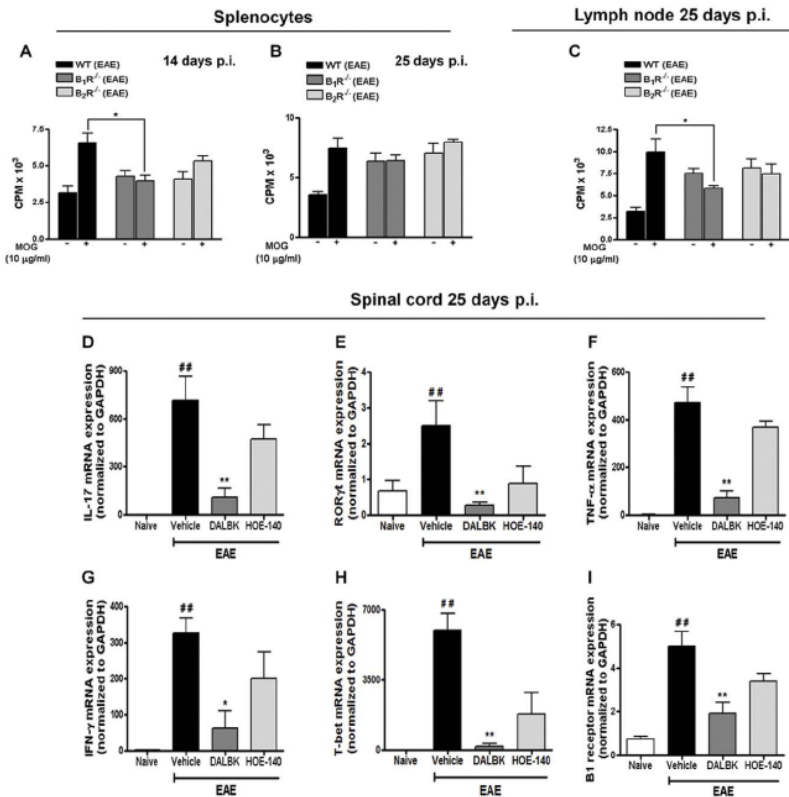 Splenocytes
Lymph node 25 days p.i.
A
WT (EAE)
B₁R⁻/⁻ (EAE)
B₂R⁻/⁻ (EAE)
14 days p.i.
*
CPM x 10³
7.5
5.0
2.5
- + - + - +
MOG
(10 µg/ml)
B
WT (EAE)
B₁R⁻/⁻ (EAE)
B₂R⁻/⁻ (EAE)
25 days p.i.
CPM x 10³
10
5
0
- + - + - +
MOG
(10 µg/ml)
C
WT (EAE)
B₁R⁻/⁻ (EAE)
B₂R⁻/⁻ (EAE)
*
CPM x 10³
12.5
10.0
7.5
5.0
2.5
0.0
- + - + - +
MOG
(10 µg/ml)
Spinal cord 25 days p.i.
D
IL-17 mRNA expression
(normalized to GAPDH)
900
600
300
0
##
**
Naive Vehicle DALBK HOE-140
EAE
E
RORγt mRNA expression
(normalized to GAPDH)
4
3
2
1
0
##
**
Naive Vehicle DALBK HOE-140
EAE
F
TNF-α mRNA expression
(normalized to GAPDH)
600
400
200
0
##
**
Naive Vehicle DALBK HOE-140
EAE
G
IFN-γ mRNA expression
(normalized to GAPDH)
400
300
200
100
0
##
*
Naive Vehicle DALBK HOE-140
EAE
H
T-bet mRNA expression
(normalized to GAPDH)
7000
3500
0
##
**
Naive Vehicle DALBK HOE-140
EAE
I
B1 receptor mRNA expression
(normalized to GAPDH)
6
4
2
0
##
**
Naive Vehicle DALBK HOE-140
EAE